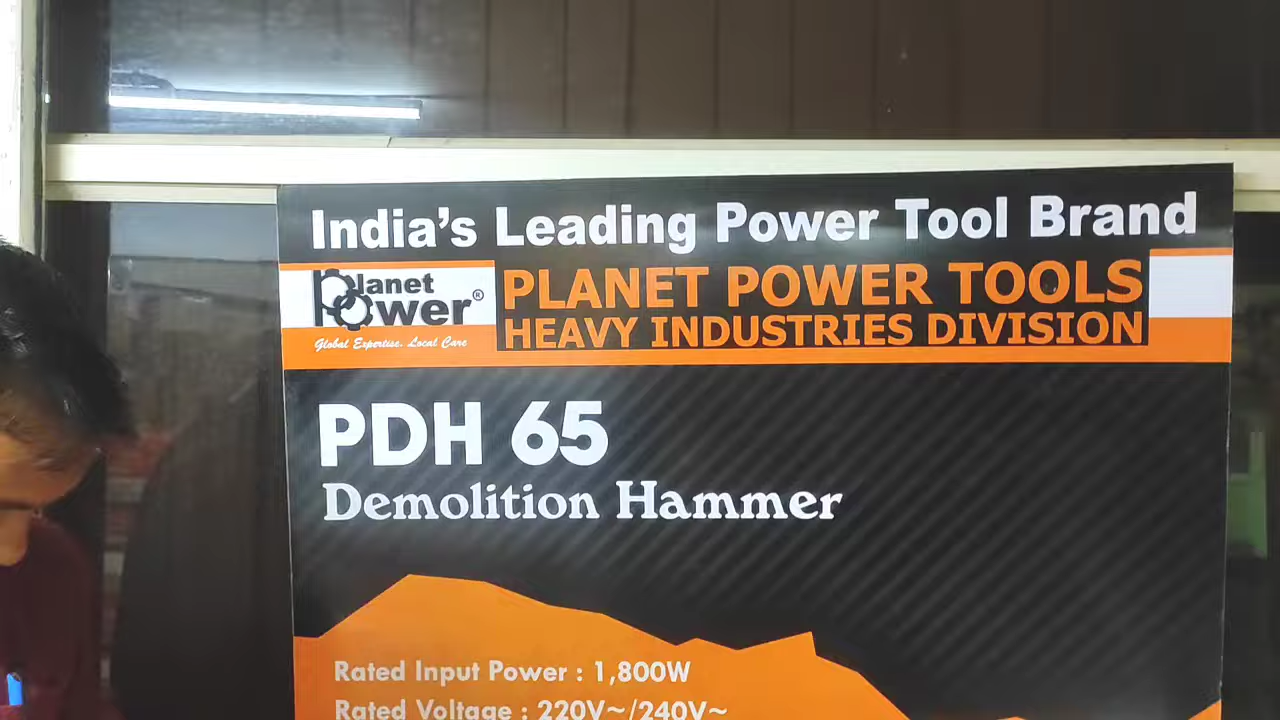 India's Leading Power Tool Brand
Planet
Power®
Global Expertise. Local Care
PLANET POWER TOOLS
HEAVY INDUSTRIES DIVISION
PDH 65
Demolition Hammer
Rated Input Power : 1,800W
Rated Voltage : 220V~/240V~